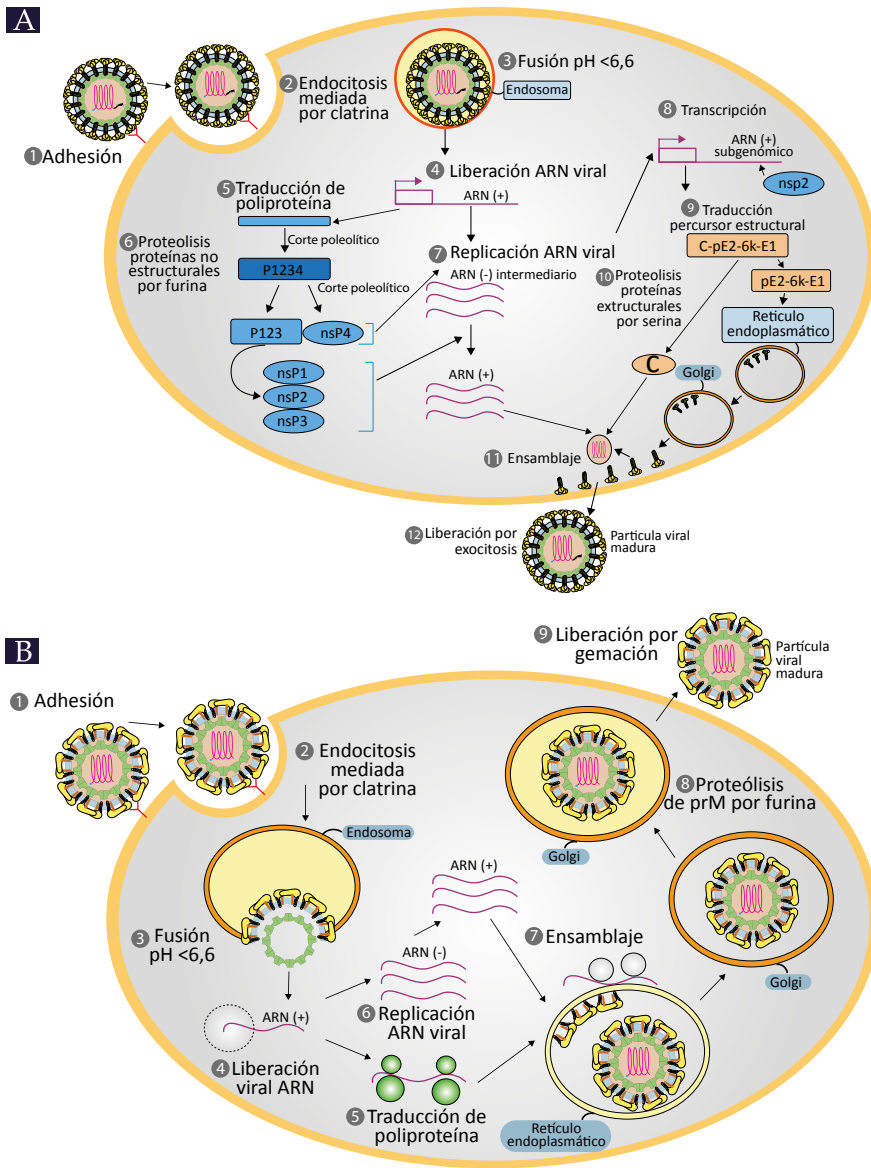 A
1 Adhesión
2 Endocitosis
mediada
por clatrina
3 Fusión pH <6,6
Endosoma
4 Liberación ARN viral
ARN (+)
5 Traducción de
poliproteína
Corte poleolítico
6 Proteolisis
proteínas no
estructurales
por furina
P1234
Corte poleolítico
P123
nsP4
nsP1
nsP2
nsP3
7 Replicación ARN viral
ARN (-) intermediario
ARN (+)
8 Transcripción
ARN (+)
subgenómico
nsp2
9 Traducción
percursor estructural
C-pE2-6k-E1
pE2-6k-E1
10 Proteolisis
proteínas
extructurales
por serina
Retículo
endoplasmático
C
Golgi
11 Ensamblaje
12 Liberación por
exocitosis
Partícula viral
madura
B
1 Adhesión
2 Endocitosis
mediada
por clatrina
Endosoma
3 Fusión
pH <6,6
ARN (+)
4 Liberación
viral ARN
ARN (+)
ARN (-)
6 Replicación
ARN viral
5 Traducción de
poliproteína
7 Ensamblaje
Retículo
endoplasmático
Golgi
8 Proteólisis
de prM por furina
Golgi
9 Liberación por
gemación
Partícula
viral
madura